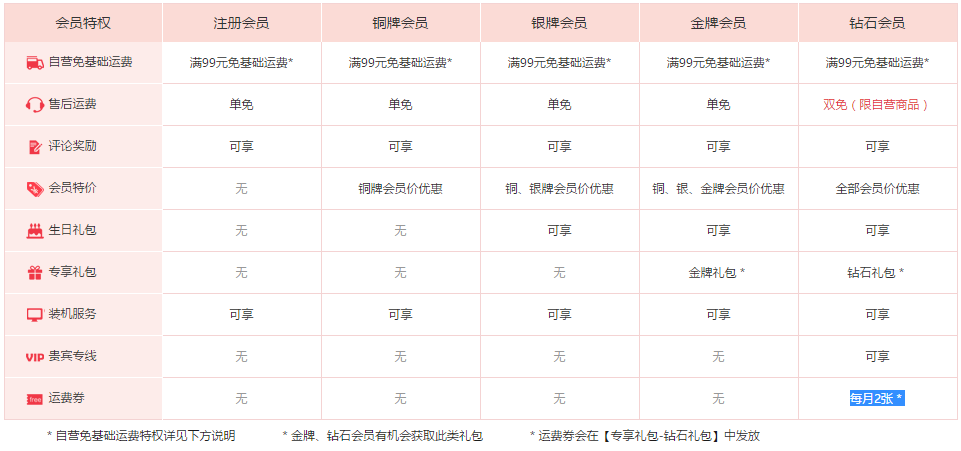 会员特权 注册会员 铜牌会员 银牌会员 金牌会员 钻石会员
自营免基础运费 满99元免基础运费* 满99元免基础运费* 满99元免基础运费* 满99元免基础运费* 满99元免基础运费*
售后运费 单免 单免 单免 单免 双免（限自营商品）
评论奖励 可享 可享 可享 可享 可享
会员特价 无 铜牌会员价优惠 铜、银牌会员价优惠 铜、银、金牌会员价优惠 全部会员价优惠
生日礼包 无 无 可享 可享 可享
专享礼包 无 无 无 金牌礼包 * 钻石礼包 *
装机服务 可享 可享 可享 可享 可享
VIP 贵宾专线 无 无 无 无 可享
free 运费券 无 无 无 无 每月2张 *
* 自营免基础运费特权详见下方说明 * 金牌、钻石会员有机会获取此类礼包 * 运费券会在【专享礼包-钻石礼包】中发放